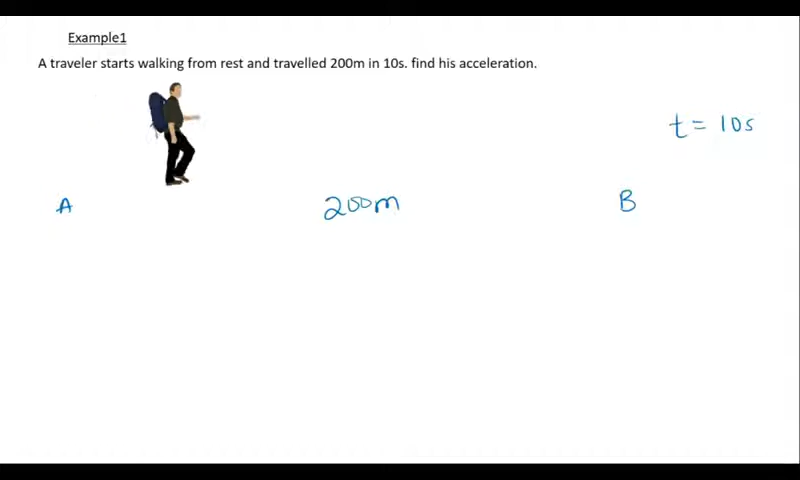 Example1
A traveler starts walking from rest and travelled 200m in 10s. find his acceleration.
t = 10s
A 200m B